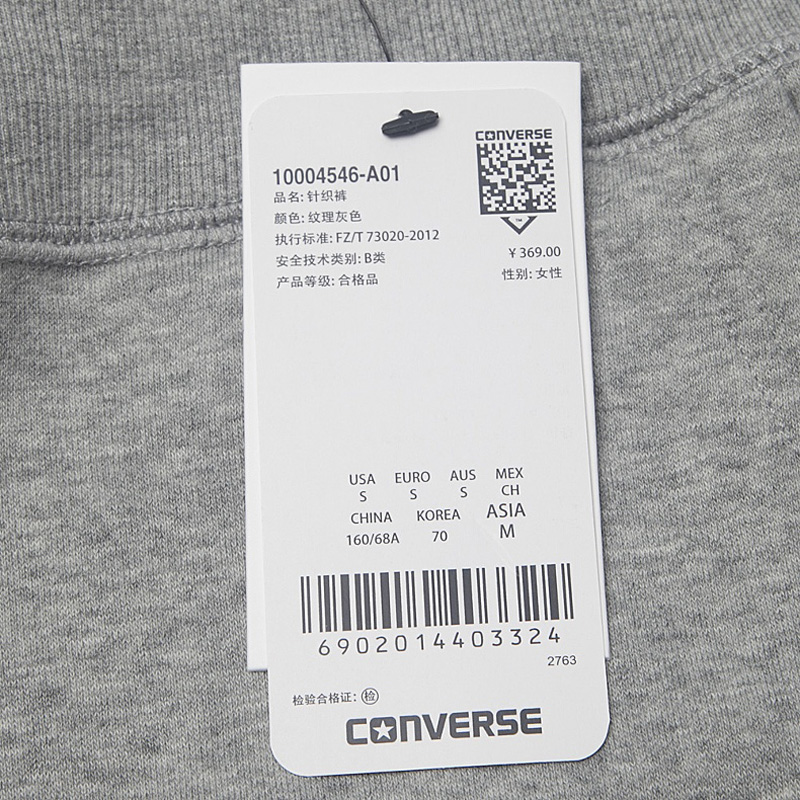 CONVERSE
10004546-A01
品名: 针织裤
颜色: 纹理灰色
执行标准: FZ/T 73020-2012
安全技术类别: B类
产品等级: 合格品
TM
¥ 369.00
性别: 女性
USA EURO AUS MEX
S S S CH
CHINA KOREA ASIA
160/68A 70 M
6902014403324
2763
检验合格证: 检
CONVERSE